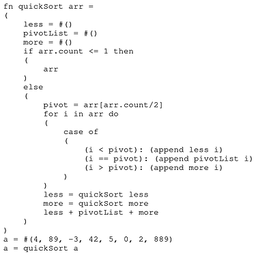 fn quickSort arr =
(
less = #()
pivotList = #()
more = #()
if arr.count <= 1 then
(
arr
)
else
(
pivot = arr[arr.count/2]
for i in arr do
(
case of
(
(i < pivot): (append less i)
(i == pivot): (append pivotList i)
(i > pivot): (append more i)
)
)
less = quickSort less
more = quickSort more
less + pivotList + more
)
)
a = #(4, 89, -3, 42, 5, 0, 2, 889)
a = quickSort a